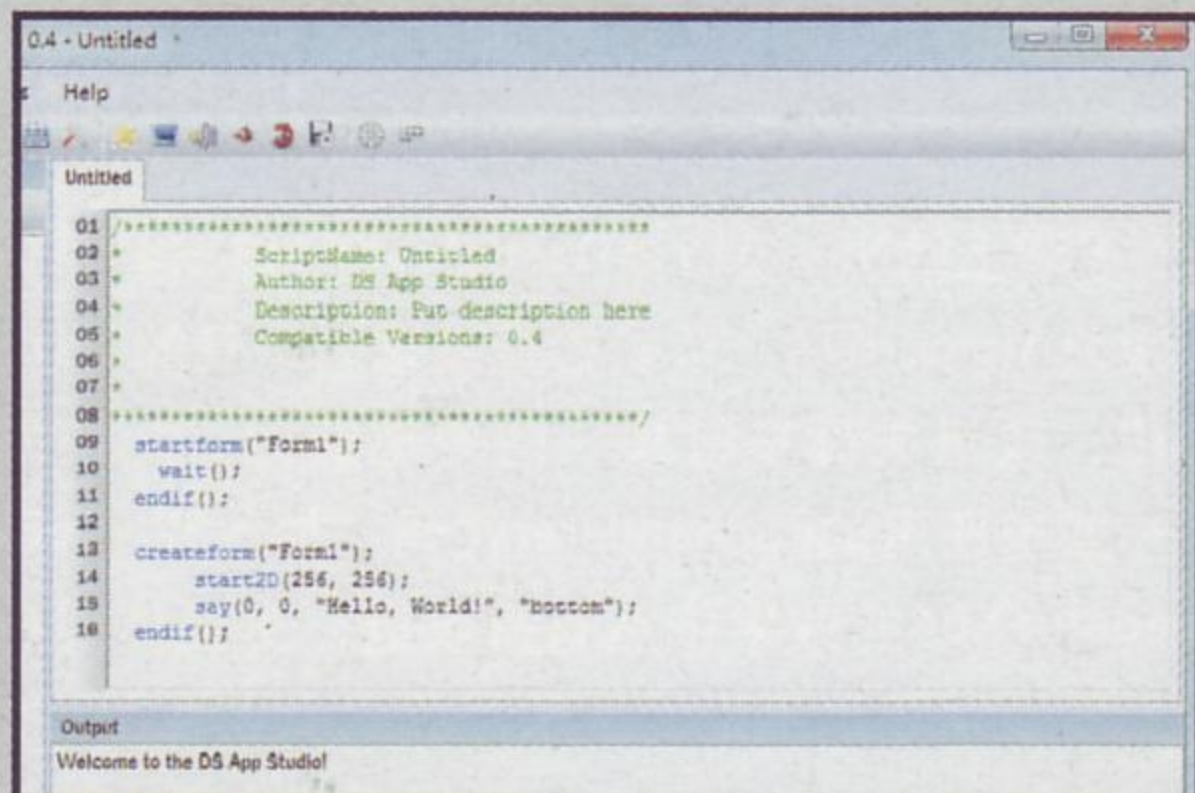 0.4 - Untitled
Help
Untitled
01 /********************************************
02 * ScriptName: Untitled
03 * Author: DS App Studio
04 * Description: Put description here
05 * Compatible Versions: 0.4
06 *
07 *
08 ********************************************/
09 startform("Form1");
10 wait();
11 endif();
12
13 createform("Form1");
14 start2D(256, 256);
15 say(0, 0, "Hello, World!", "bottom");
16 endif();
Output
Welcome to the DS App Studio!